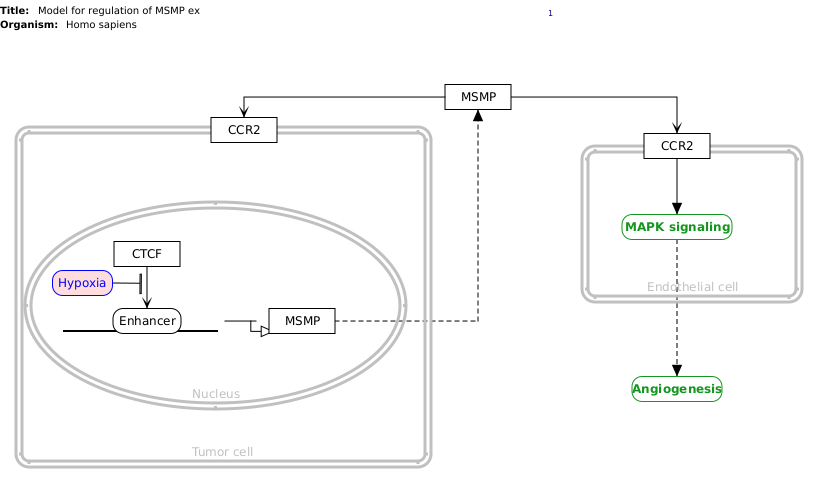 Title: Model for regulation of MSMP ex
1
Organism: Homo sapiens
MSMP
CCR2
CCR2
MAPK signaling
CTCF
Hypoxia
Endothelial cell
Enhancer
MSMP
Angiogenesis
Nucleus
Tumor cell